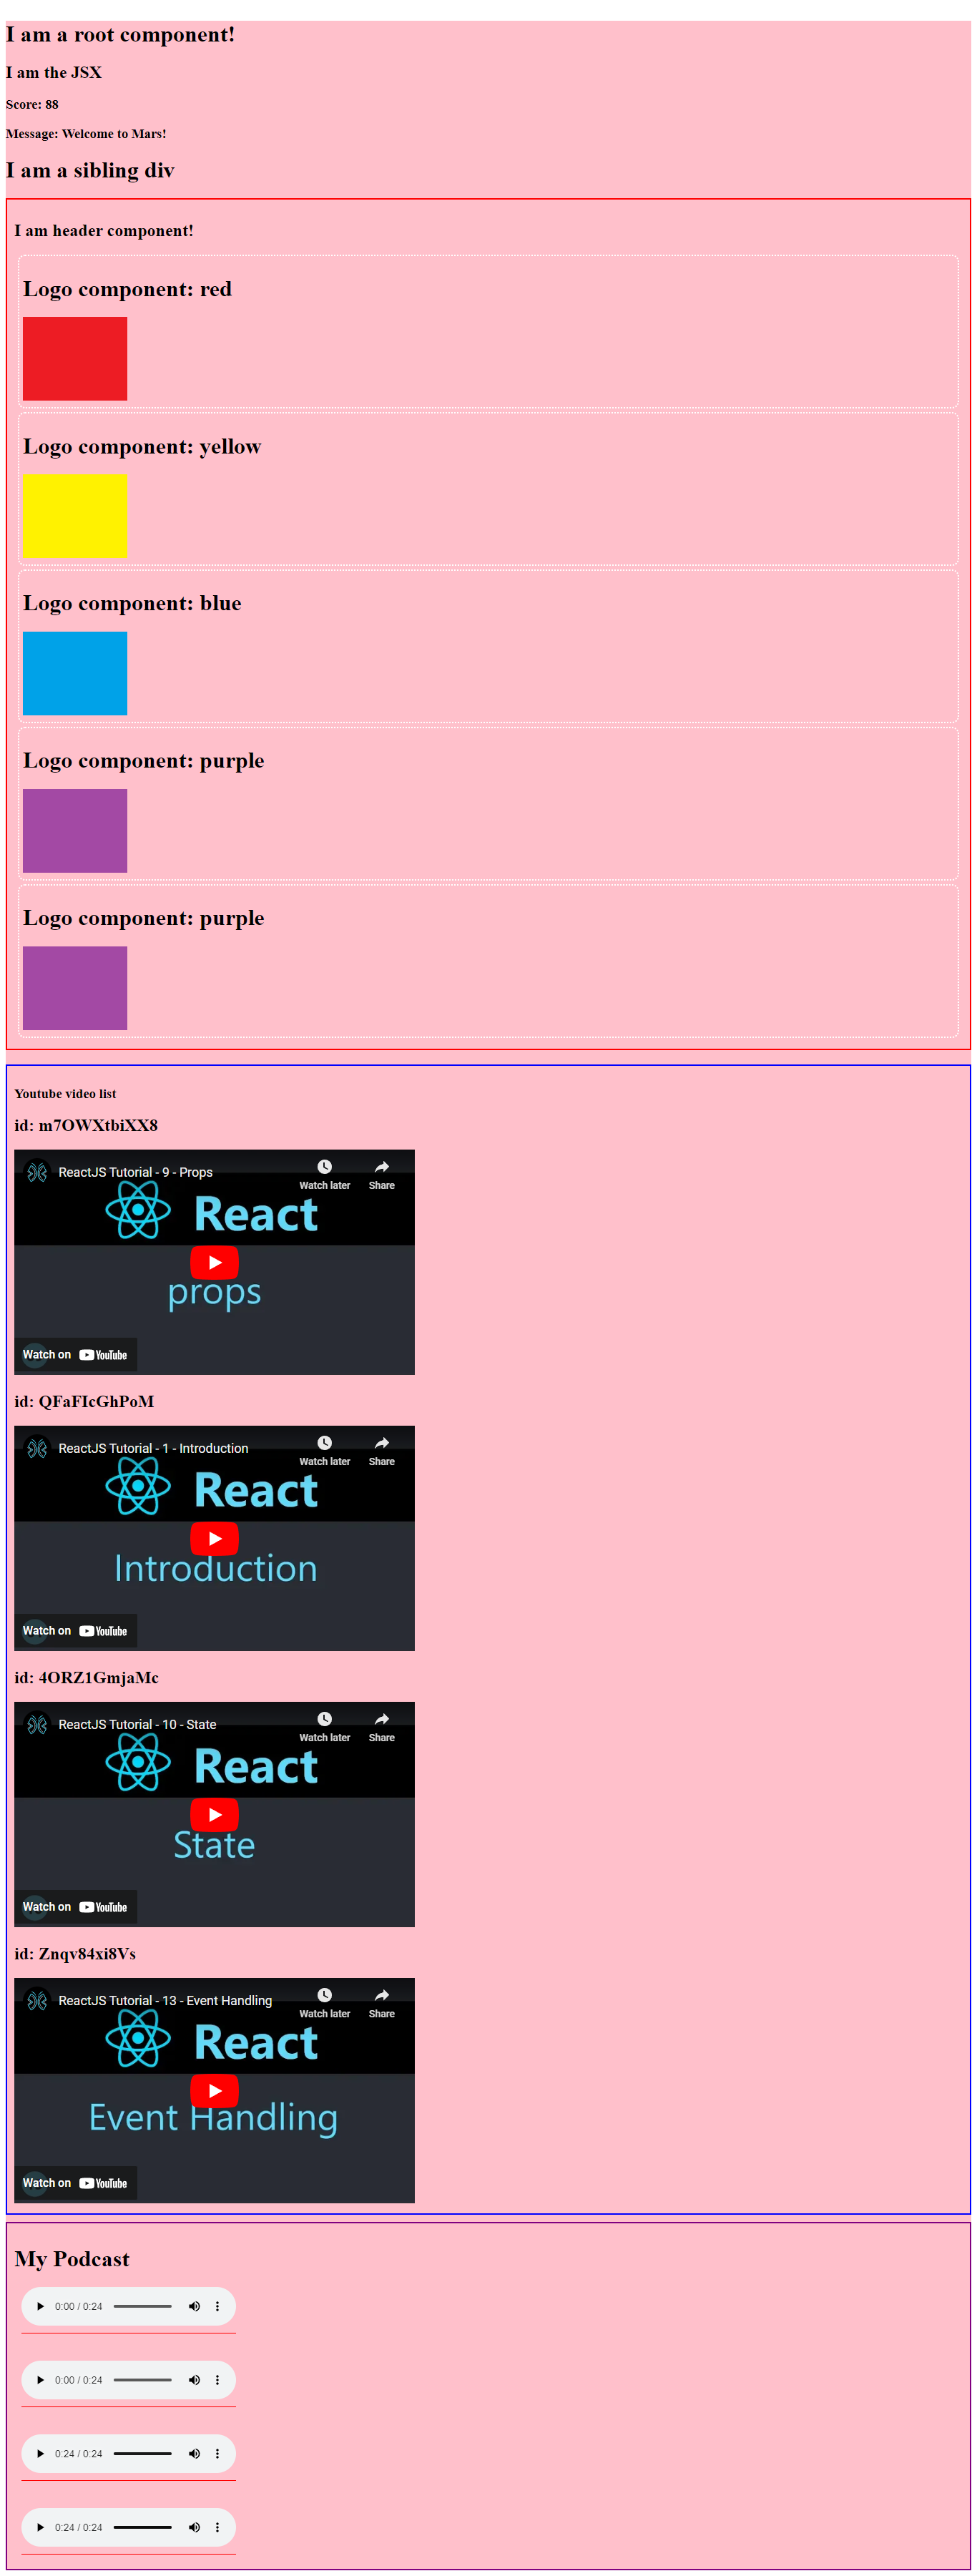 I am a root component!
I am the JSX
Score: 88
Message: Welcome to Mars!
I am a sibling div
I am header component!
Logo component: red
Logo component: yellow
Logo component: blue
Logo component: purple
Logo component: purple
Youtube video list
id: m7OWXtbiXX8
ReactJS Tutorial - 9 - Props
Watch later Share
React
props
Watch on YouTube
id: QFaFIcGhPoM
ReactJS Tutorial - 1 - Introduction
Watch later Share
React
Introduction
Watch on YouTube
id: 4ORZ1GmjaMc
ReactJS Tutorial - 10 - State
Watch later Share
React
State
Watch on YouTube
id: Znqv84xi8Vs
ReactJS Tutorial - 13 - Event Handling
Watch later Share
React
Event Handling
Watch on YouTube
My Podcast
0:00 / 0:24
0:00 / 0:24
0:24 / 0:24
0:24 / 0:24